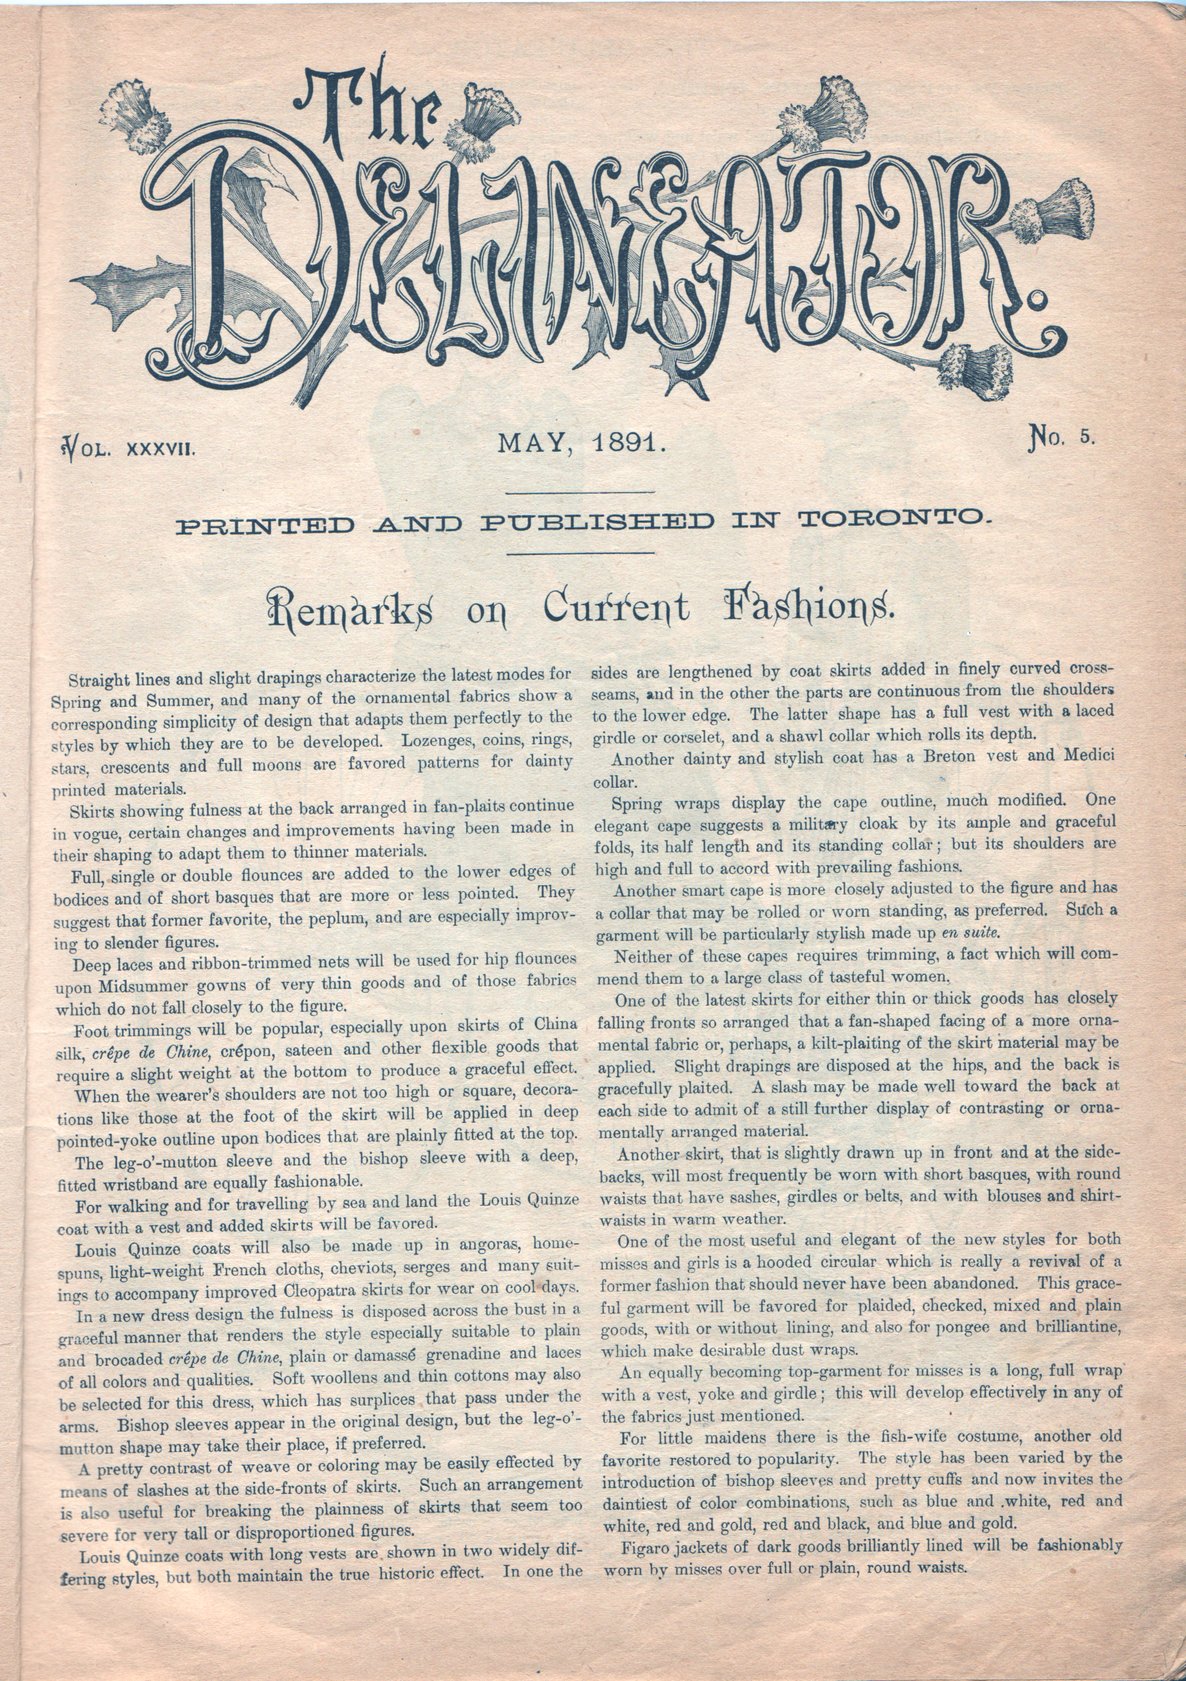 The
DELINEATOR.
VOL. XXXVII.
MAY, 1891.
No. 5.
PRINTED AND PUBLISHED IN TORONTO.
Remarks on Current Fashions.
Straight lines and slight drapings characterize the latest modes for
Spring and Summer, and many of the ornamental fabrics show a
corresponding simplicity of design that adapts them perfectly to the
styles by which they are to be developed. Lozenges, coins, rings,
stars, crescents and full moons are favored patterns for dainty
printed materials.
Skirts showing fulness at the back arranged in fan-plaits continue
in vogue, certain changes and improvements having been made in
their shaping to adapt them to thinner materials.
Full, single or double flounces are added to the lower edges of
bodices and of short basques that are more or less pointed. They
suggest that former favorite, the peplum, and are especially improv-
ing to slender figures.
Deep laces and ribbon-trimmed nets will be used for hip flounces
upon Midsummer gowns of very thin goods and of those fabrics
which do not fall closely to the figure.
Foot trimmings will be popular, especially upon skirts of China
silk, crêpe de Chine, crépon, sateen and other flexible goods that
require a slight weight at the bottom to produce a graceful effect.
When the wearer's shoulders are not too high or square, decora-
tions like those at the foot of the skirt will be applied in deep
pointed-yoke outline upon bodices that are plainly fitted at the top.
The leg-o'-mutton sleeve and the bishop sleeve with a deep,
fitted wristband are equally fashionable.
For walking and for travelling by sea and land the Louis Quinze
coat with a vest and added skirts will be favored.
Louis Quinze coats will also be made up in angoras, home-
spuns, light-weight French cloths, cheviots, serges and many suit-
ings to accompany improved Cleopatra skirts for wear on cool days.
In a new dress design the fulness is disposed across the bust in a
graceful manner that renders the style especially suitable to plain
and brocaded crêpe de Chine, plain or damassé grenadine and laces
of all colors and qualities. Soft woollens and thin cottons may also
be selected for this dress, which has surplices that pass under the
arms. Bishop sleeves appear in the original design, but the leg-o'-
mutton shape may take their place, if preferred.
A pretty contrast of weave or coloring may be easily effected by
means of slashes at the side-fronts of skirts. Such an arrangement
is also useful for breaking the plainness of skirts that seem too
severe for very tall or disproportioned figures.
Louis Quinze coats with long vests are shown in two widely dif-
fering styles, but both maintain the true historic effect. In one the
sides are lengthened by coat skirts added in finely curved cross-
seams, and in the other the parts are continuous from the shoulders
to the lower edge. The latter shape has a full vest with a laced
girdle or corselet, and a shawl collar which rolls its depth.
Another dainty and stylish coat has a Breton vest and Medici
collar.
Spring wraps display the cape outline, much modified. One
elegant cape suggests a military cloak by its ample and graceful
folds, its half length and its standing collar; but its shoulders are
high and full to accord with prevailing fashions.
Another smart cape is more closely adjusted to the figure and has
a collar that may be rolled or worn standing, as preferred. Such a
garment will be particularly stylish made up en suite.
Neither of these capes requires trimming, a fact which will com-
mend them to a large class of tasteful women.
One of the latest skirts for either thin or thick goods has closely
falling fronts so arranged that a fan-shaped facing of a more orna-
mental fabric or, perhaps, a kilt-plaiting of the skirt material may be
applied. Slight drapings are disposed at the hips, and the back is
gracefully plaited. A slash may be made well toward the back at
each side to admit of a still further display of contrasting or orna-
mentally arranged material.
Another skirt, that is slightly drawn up in front and at the side-
backs, will most frequently be worn with short basques, with round
waists that have sashes, girdles or belts, and with blouses and shirt-
waists in warm weather.
One of the most useful and elegant of the new styles for both
misses and girls is a hooded circular which is really a revival of a
former fashion that should never have been abandoned. This grace-
ful garment will be favored for plaided, checked, mixed and plain
goods, with or without lining, and also for pongee and brilliantine,
which make desirable dust wraps.
An equally becoming top-garment for misses is a long, full wrap
with a vest, yoke and girdle; this will develop effectively in any of
the fabrics just mentioned.
For little maidens there is the fish-wife costume, another old
favorite restored to popularity. The style has been varied by the
introduction of bishop sleeves and pretty cuffs and now invites the
daintiest of color combinations, such as blue and white, red and
white, red and gold, red and black, and blue and gold.
Figaro jackets of dark goods brilliantly lined will be fashionably
worn by misses over full or plain, round waists.